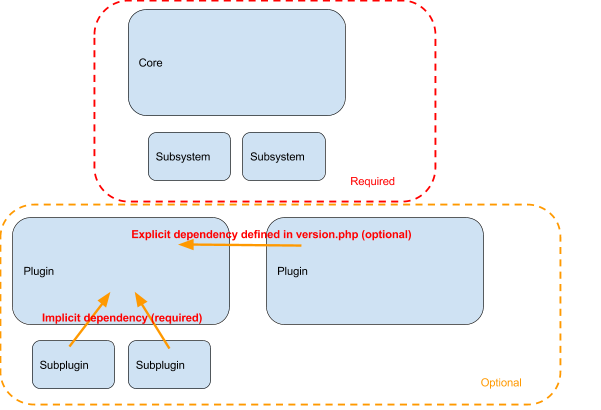 Core
Subsystem
Subsystem
Required
Explicit dependency defined in version.php (optional)
Plugin
Plugin
Implicit dependency (required)
Subplugin
Subplugin
Optional